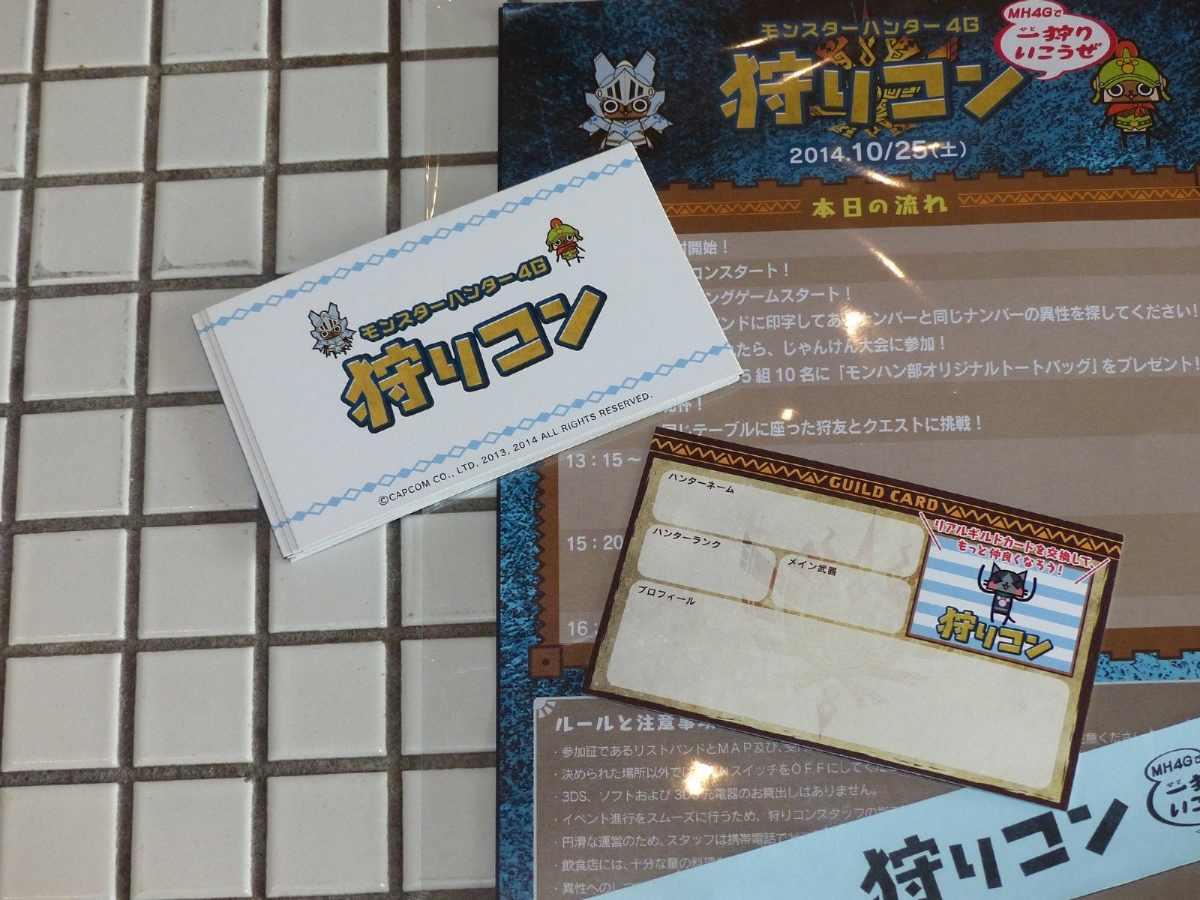 モンスターハンター4G
狩りコン
MH4Gで
一狩り
いこうぜ
2014.10/25(土)
本日の流れ
付開始！
コンスタート！
ングゲームスタート！
ンドに印字してあ ナンバーと同じナンバーの異性を探してください！
たら、じゃんけん大会に参加！
5組10名に「モンハン部オリジナルトートバッグ」をプレゼント！
同じテーブルに座った狩友とクエストに挑戦！
13：15～
15：20
16：
モンスターハンター4G
狩りコン
©CAPCOM CO., LTD. 2013, 2014 ALL RIGHTS RESERVED.
GUILD CARD
ハンターネーム
ハンターランク
メイン武器
プロフィール
リアルギルドカードを交換して、
もっと仲良くなろう！
狩りコン
ルールと注意事項
・参加証であるリストバンドとMAP及び、受 意くださ
・決められた場所以外では スイッチをOFFにしてくだ
・3DS、ソフトおよび3DS充電器のお貸出しはありません。
・イベント進行をスムーズに行うため、狩りコンスタッフの
円滑な運営のため、スタッフは携帯電話で
・飲食店には、十分な量の料理
・異性へのし
MH4Gで
一狩
いこ
狩りコン